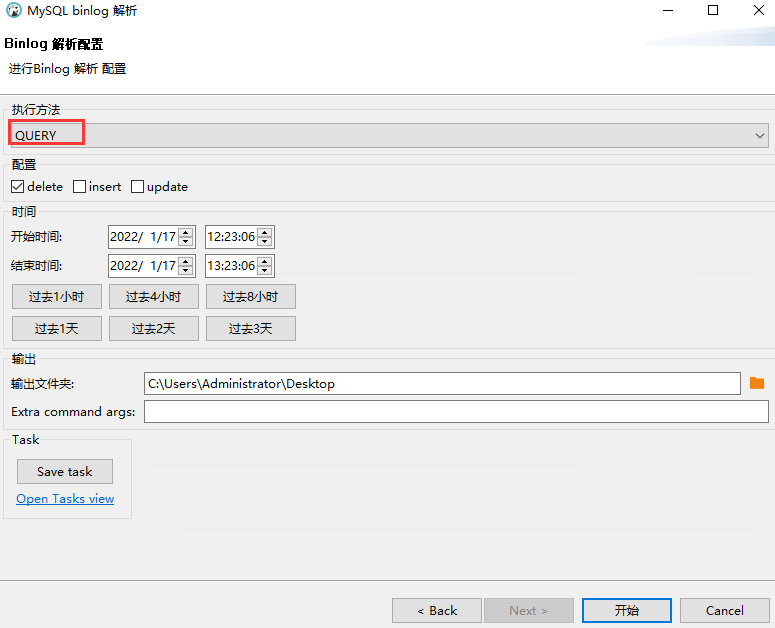 MySQL binlog 解析
Binlog 解析配置
进行Binlog 解析 配置
执行方法
QUERY
配置
delete insert update
时间
开始时间: 2022/ 1/17 12:23:06
结束时间: 2022/ 1/17 13:23:06
过去1小时 过去4小时 过去8小时
过去1天 过去2天 过去3天
输出
输出文件夹: C:\Users\Administrator\Desktop
Extra command args:
Task
Save task
Open Tasks view
< Back Next > 开始 Cancel